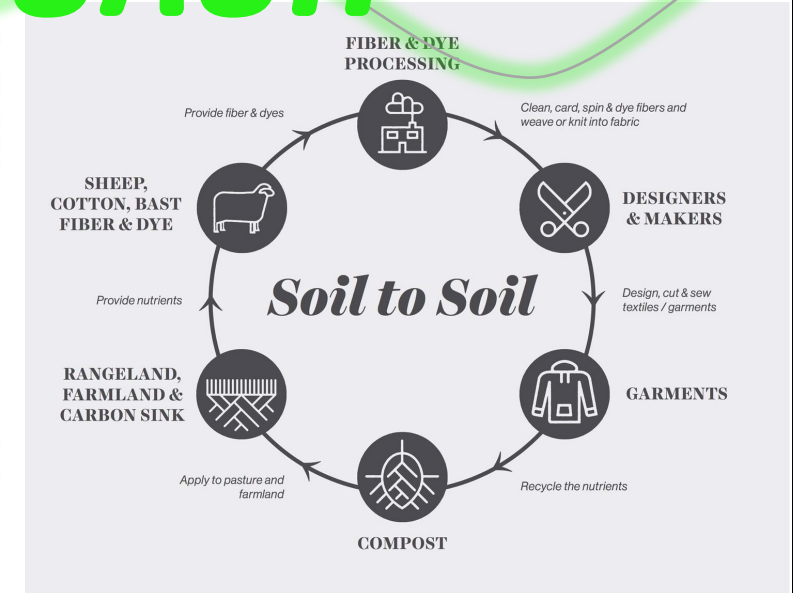 FIBER & DYE
PROCESSING
Provide fiber & dyes
Clean, card, spin & dye fibers and
weave or knit into fabric
SHEEP,
COTTON, BAST
FIBER & DYE
DESIGNERS
& MAKERS
Soil to Soil
Provide nutrients
Design, cut & sew
textiles / garments
RANGELAND,
FARMLAND &
CARBON SINK
GARMENTS
Apply to pasture and
farmland
Recycle the nutrients
COMPOST